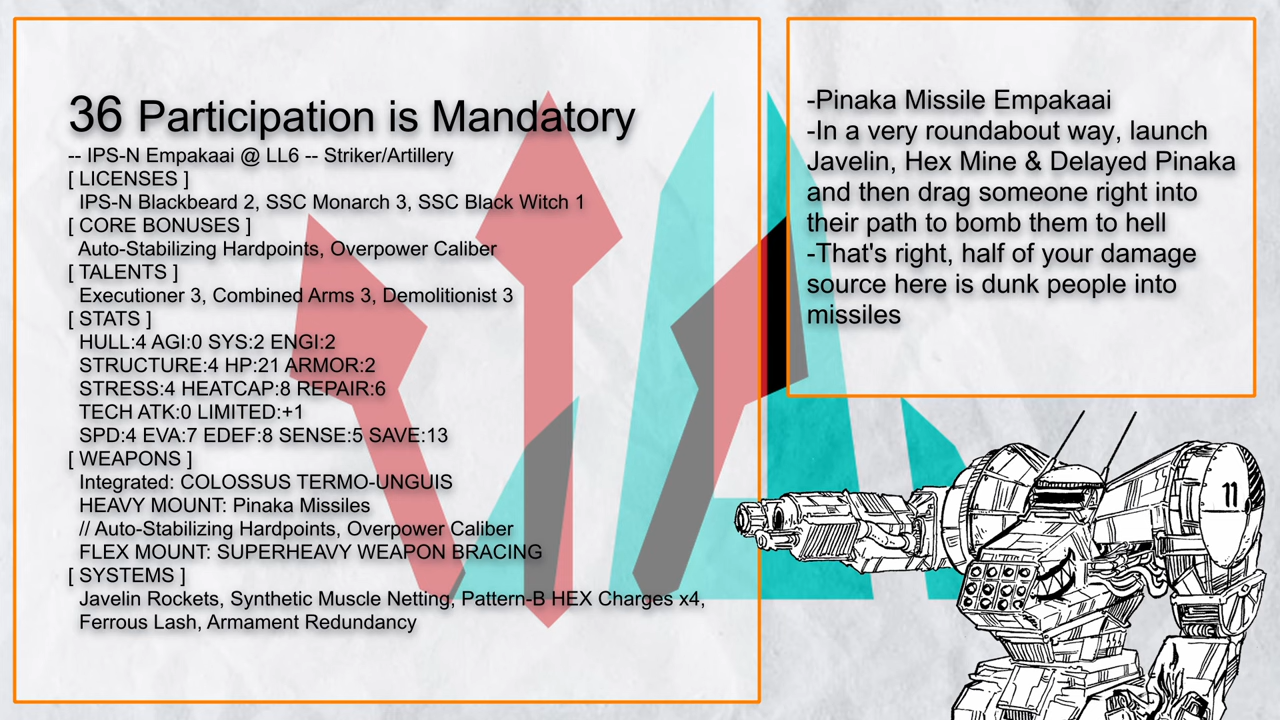 36 Participation is Mandatory
-- IPS-N Empakaai @ LL6 -- Striker/Artillery
[ LICENSES ]
IPS-N Blackbeard 2, SSC Monarch 3, SSC Black Witch 1
[ CORE BONUSES ]
Auto-Stabilizing Hardpoints, Overpower Caliber
[ TALENTS ]
Executioner 3, Combined Arms 3, Demolitionist 3
[ STATS ]
HULL:4 AGI:0 SYS:2 ENGI:2
STRUCTURE:4 HP:21 ARMOR:2
STRESS:4 HEATCAP:8 REPAIR:6
TECH ATK:0 LIMITED:+1
SPD:4 EVA:7 EDEF:8 SENSE:5 SAVE:13
[ WEAPONS ]
Integrated: COLOSSUS TERMO-UNGUIS
HEAVY MOUNT: Pinaka Missiles
// Auto-Stabilizing Hardpoints, Overpower Caliber
FLEX MOUNT: SUPERHEAVY WEAPON BRACING
[ SYSTEMS ]
Javelin Rockets, Synthetic Muscle Netting, Pattern-B HEX Charges x4,
Ferrous Lash, Armament Redundancy
-Pinaka Missile Empakaai
-In a very roundabout way, launch
Javelin, Hex Mine & Delayed Pinaka
and then drag someone right into
their path to bomb them to hell
-That's right, half of your damage
source here is dunk people into
missiles
11